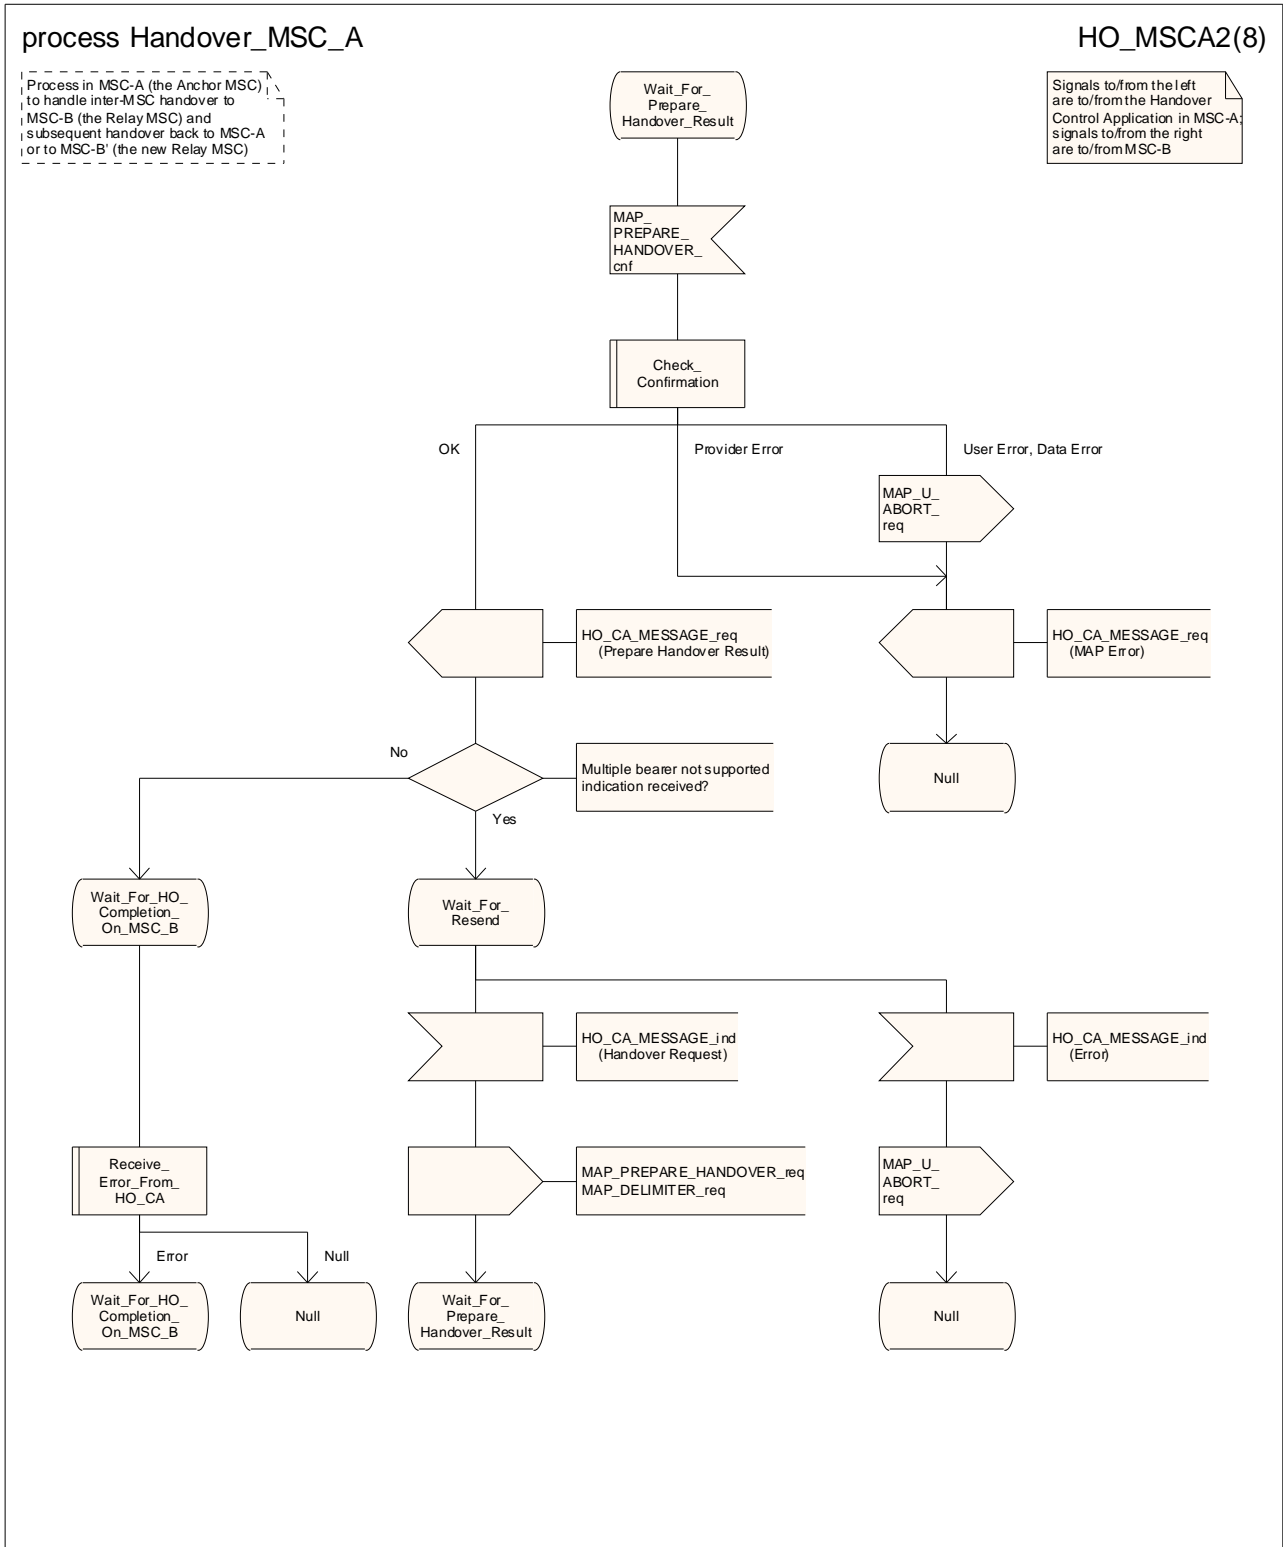 process Handover_MSC_A
HO_MSCA2(8)
Process in MSC-A (the Anchor MSC)
to handle inter-MSC handover to
MSC-B (the Relay MSC) and
subsequent handover back to MSC-A
or to MSC-B' (the new Relay MSC)
Wait_For_
Prepare_
Handover_Result
Signals to/from the left
are to/from the Handover
Control Application in MSC-A;
signals to/from the right
are to/from MSC-B
MAP_
PREPARE_
HANDOVER_
cnf
Check_
Confirmation
OK
Provider Error
User Error, Data Error
MAP_U_
ABORT_
req
HO_CA_MESSAGE_req
(Prepare Handover Result)
HO_CA_MESSAGE_req
(MAP Error)
No
Multiple bearer not supported
indication received?
Null
Yes
Wait_For_HO_
Completion_
On_MSC_B
Wait_For_
Resend
HO_CA_MESSAGE_ind
(Handover Request)
HO_CA_MESSAGE_ind
(Error)
Receive_
Error_From_
HO_CA
MAP_PREPARE_HANDOVER_req
MAP_DELIMITER_req
MAP_U_
ABORT_
req
Error
Null
Wait_For_HO_
Completion_
On_MSC_B
Null
Wait_For_
Prepare_
Handover_Result
Null